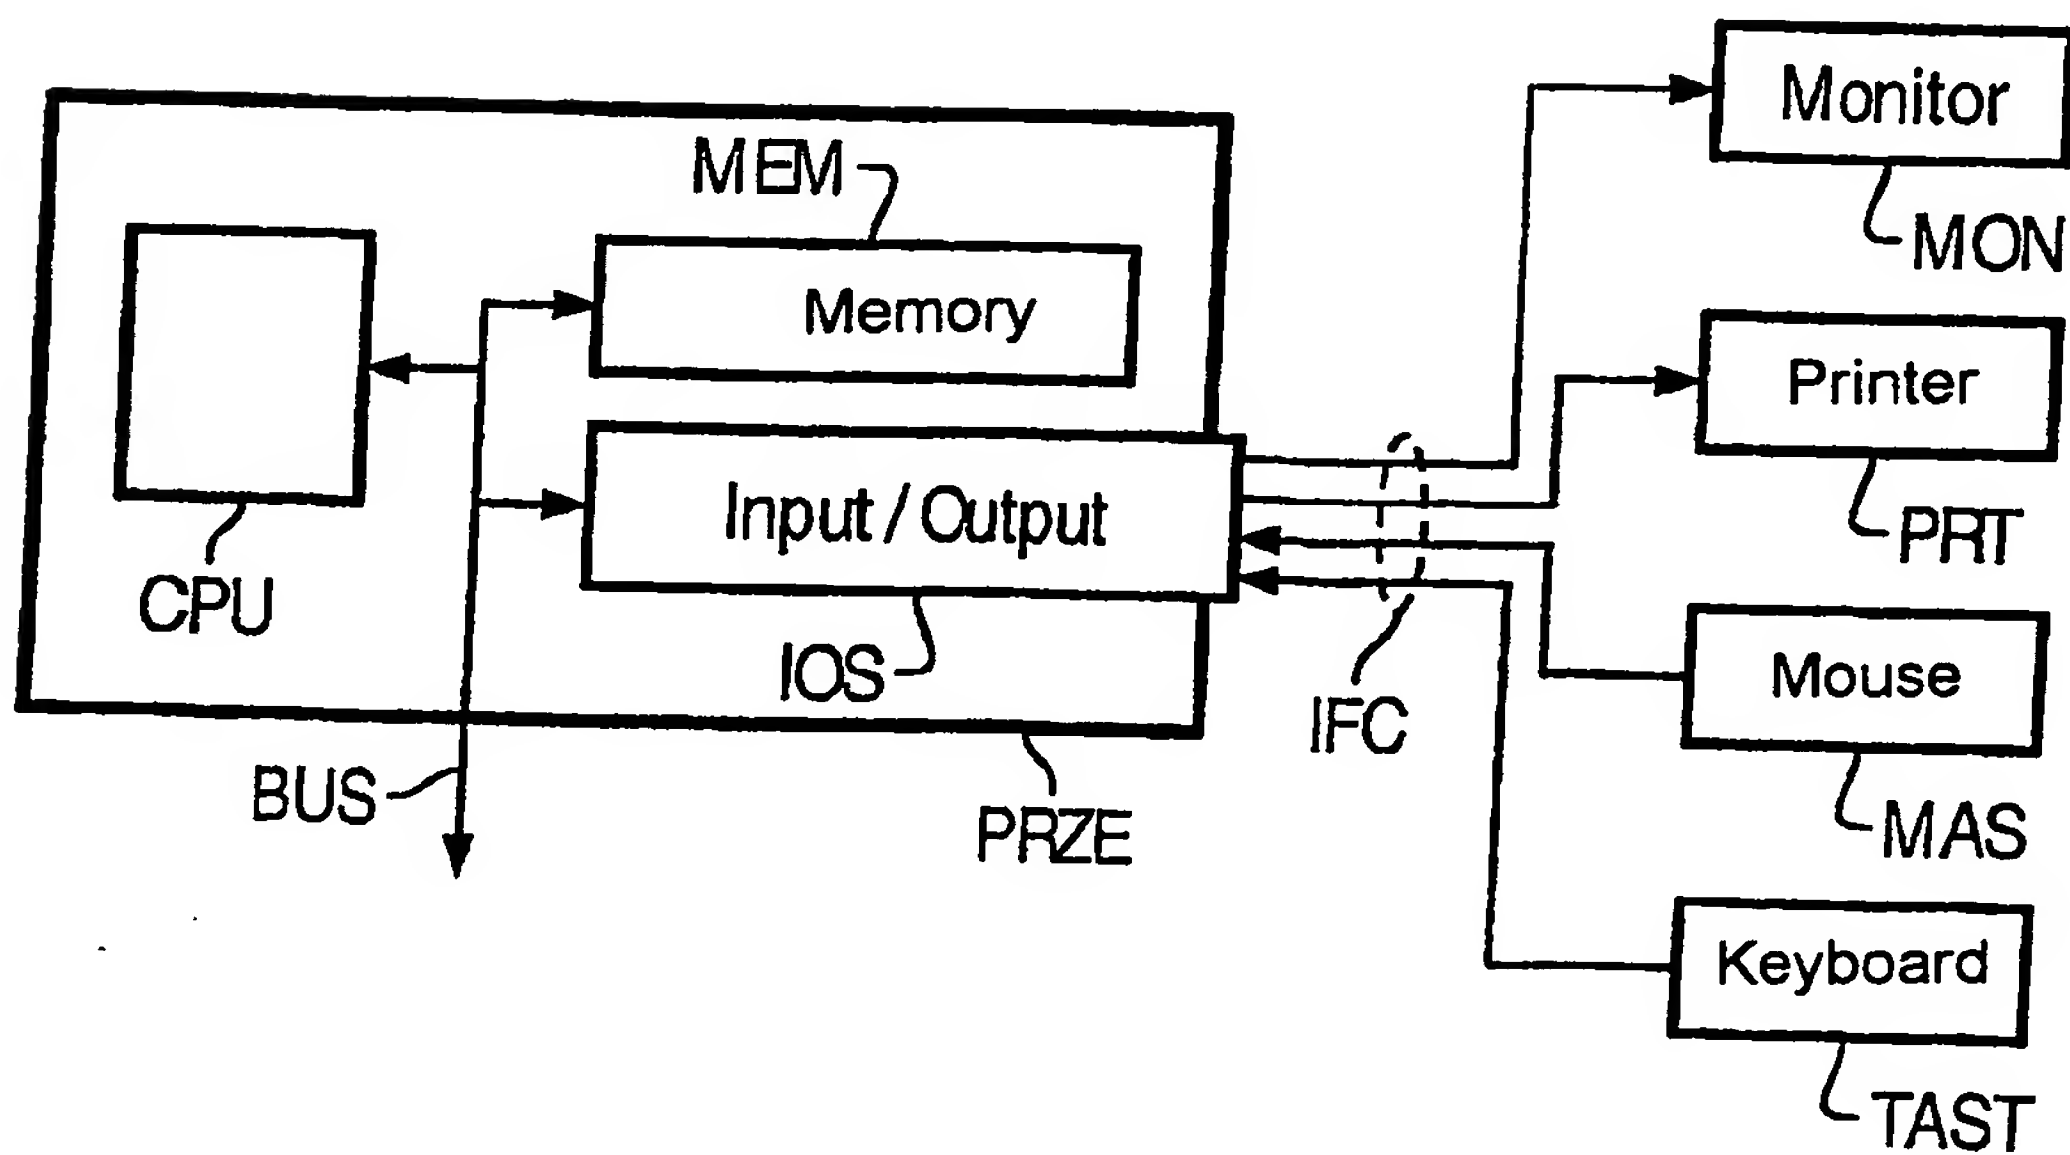 Monitor
MON
MEM
Memory
Printer
PRT
CPU
Input / Output
IOS
IFC
Mouse
MAS
BUS
PRZE
Keyboard
TAST